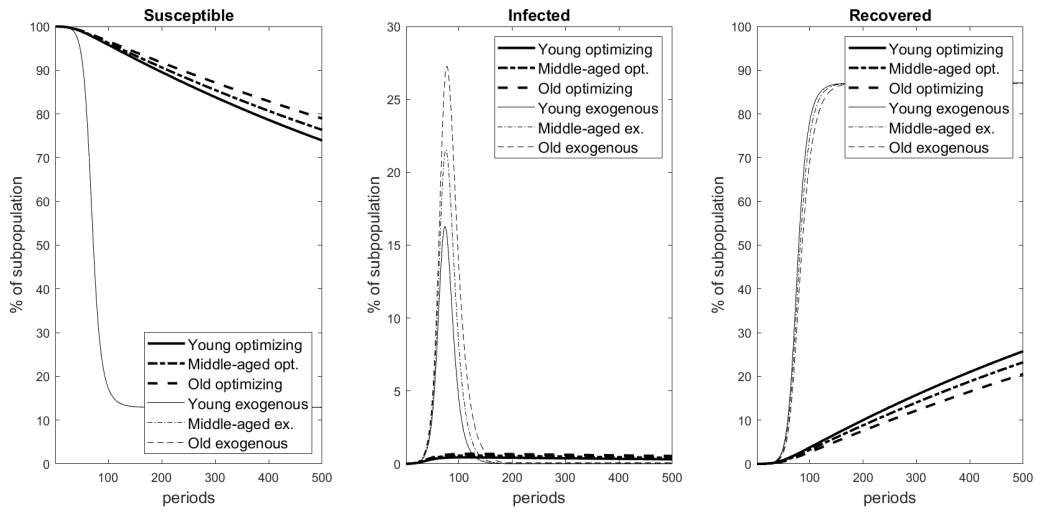 Susceptible
% of subpopulation
100
90
80
70
60
50
40
30
20
10
0
Young optimizing
Middle-aged opt.
Old optimizing
Young exogenous
Middle-aged ex.
Old exogenous
100 200 300 400 500
periods
Infected
% of subpopulation
30
25
20
15
10
5
0
Young optimizing
Middle-aged opt.
Old optimizing
Young exogenous
Middle-aged ex.
Old exogenous
100 200 300 400 500
periods
Recovered
% of subpopulation
100
90
80
70
60
50
40
30
20
10
0
Young optimizing
Middle-aged opt.
Old optimizing
Young exogenous
Middle-aged ex.
Old exogenous
100 200 300 400 500
periods